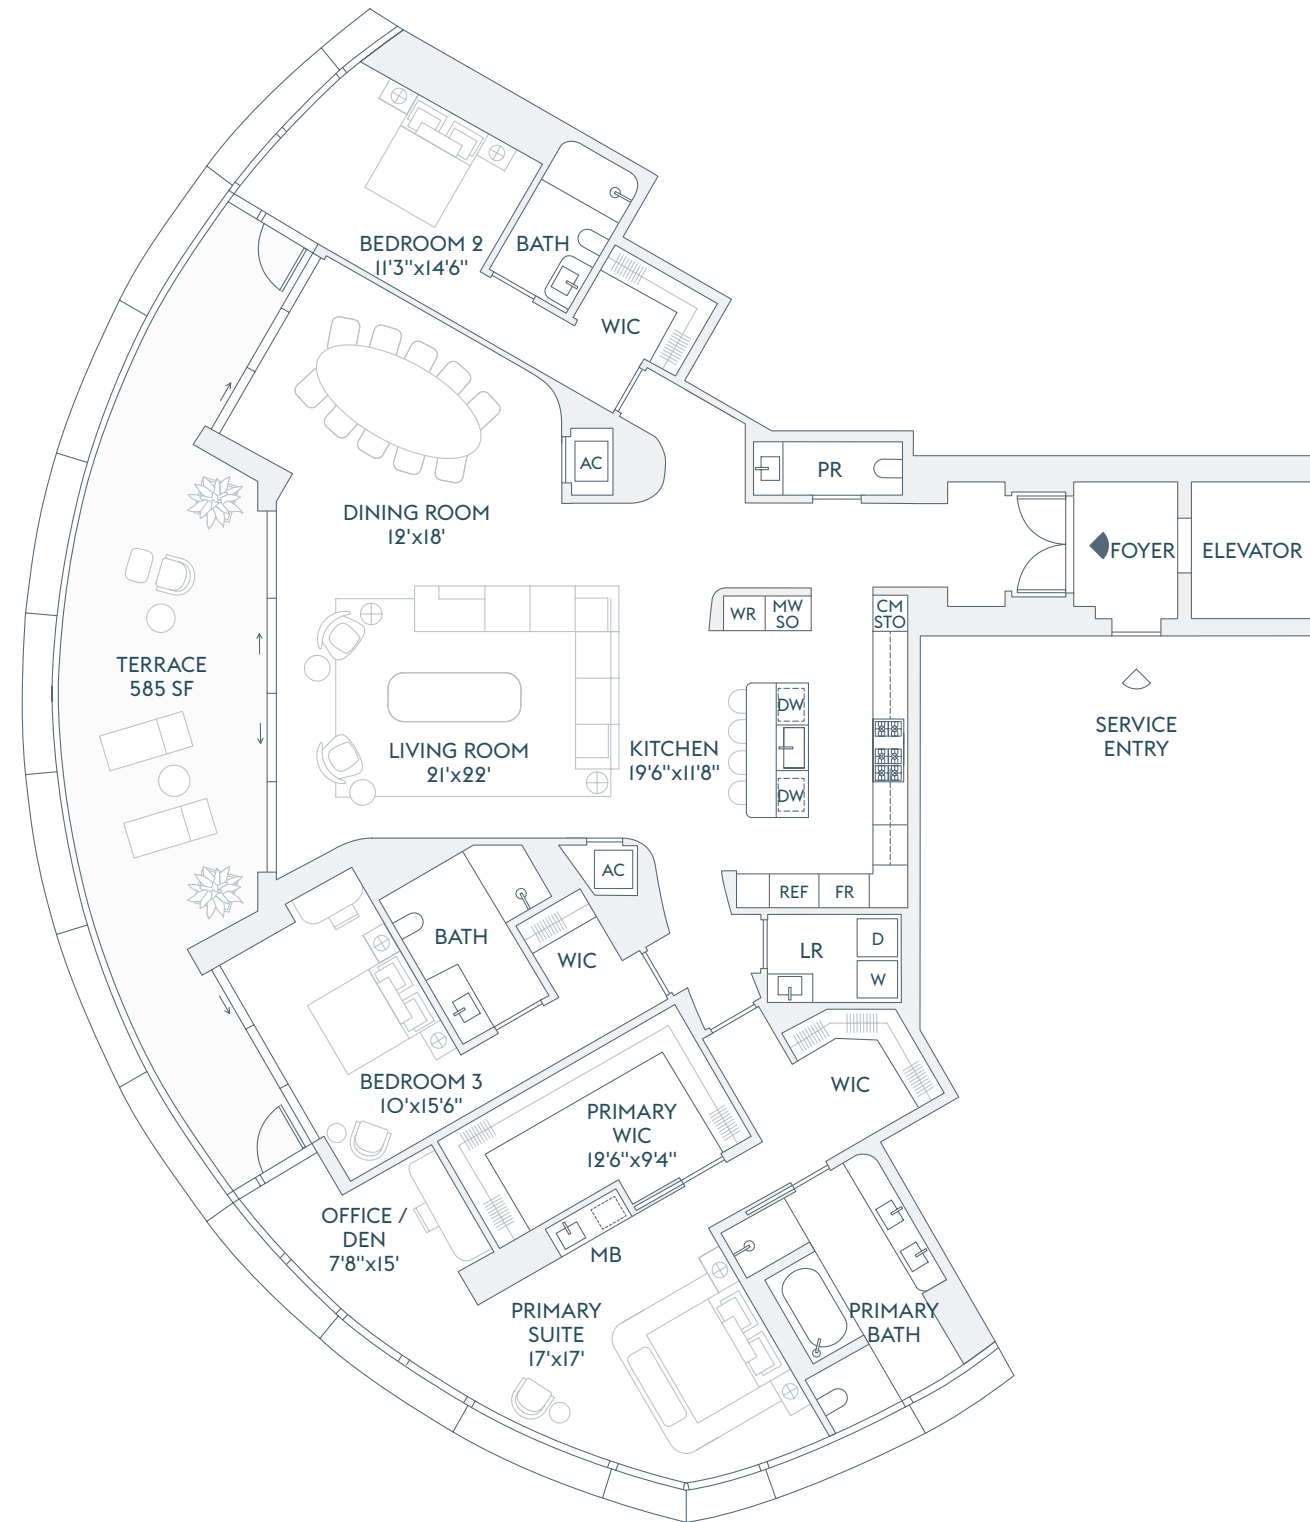 BEDROOM 2
11'3"x14'6"
BATH
WIC
AC
PR
DINING ROOM
12'x18'
FOYER
ELEVATOR
WR
MW
SO
CM
STO
TERRACE
585 SF
DW
LIVING ROOM
21'x22'
KITCHEN
19'6"x11'8"
DW
SERVICE
ENTRY
AC
REF
FR
BATH
WIC
LR
D
W
BEDROOM 3
10'x15'6"
WIC
PRIMARY
WIC
12'6"x9'4"
OFFICE /
DEN
7'8"x15'
MB
PRIMARY
SUITE
17'x17'
PRIMARY
BATH